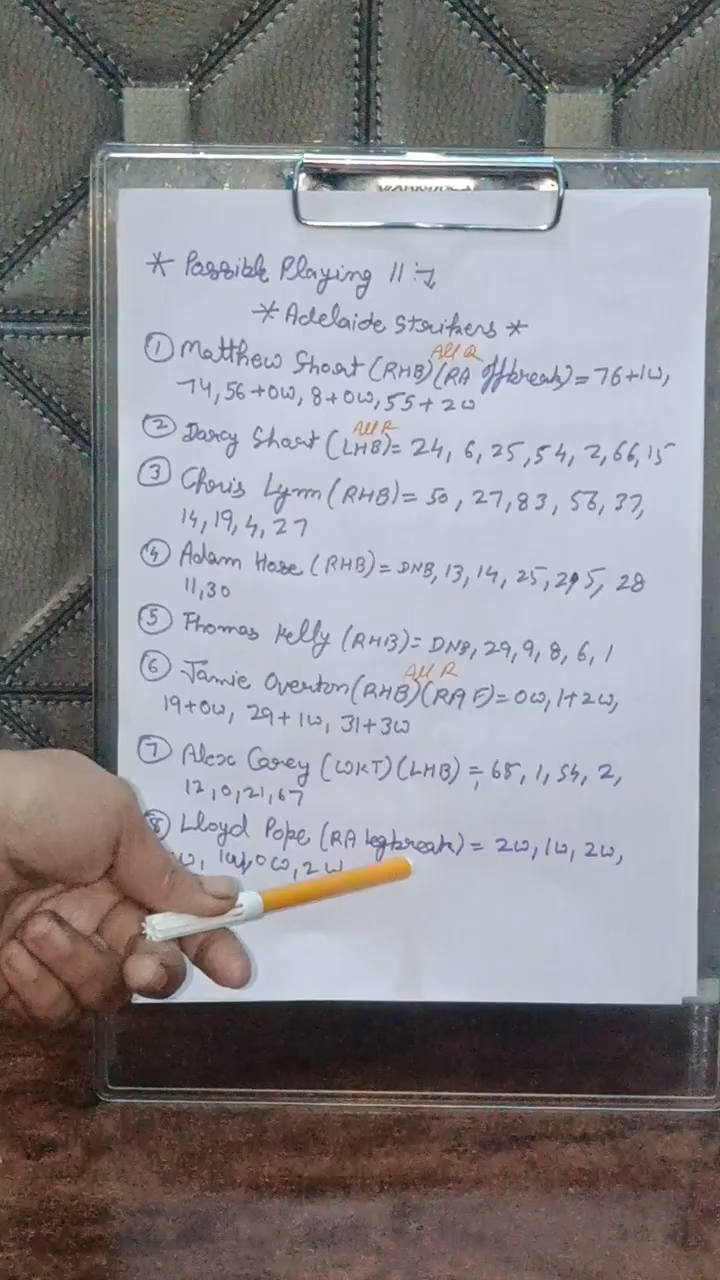 * Possible Playing 11 :-
* Adelaide Strikers *
All R
① Matthew Short (RHB) (RA offbreak) = 76+1w,
74, 56+0w, 8+0w, 55+2w
All R
② Darcy Short (LHB) = 24, 6, 25, 54, 2, 66, 15
③ Chris Lynn (RHB) = 50, 27, 83, 56, 37,
14, 19, 4, 27
④ Adam Hose (RHB) = DNB, 13, 14, 25, 5, 28
11, 30
⑤ Thomas Kelly (RHB) = DNB, 29, 9, 8, 6, 1
All R
⑥ Jamie Overton (RHB) (RA F) = 0w, 1+2w,
19+0w, 29+1w, 31+3w
⑦ Alex Carey (WKT) (LHB) = 65, 1, 54, 2,
12, 0, 21, 67
⑧ Lloyd Pope (RA legbreak) = 2w, 1w, 2w,
0w, 2w